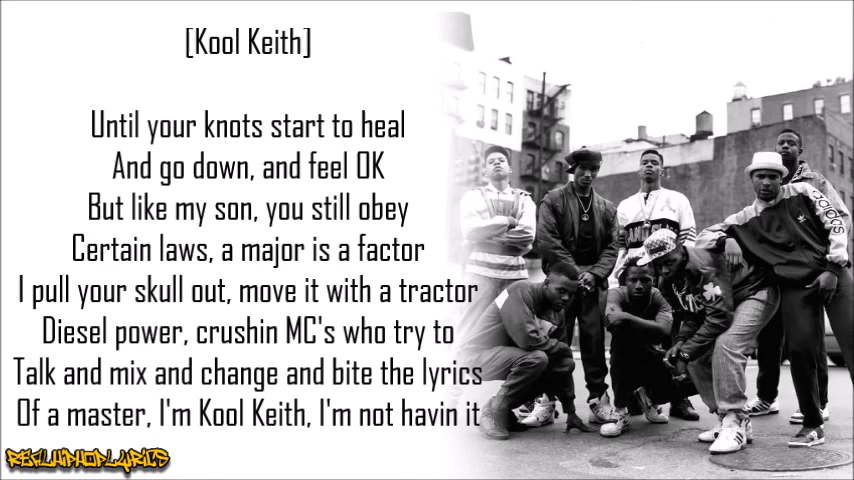 [Kool Keith]
Until your knots start to heal
And go down, and feel OK
But like my son, you still obey
Certain laws, a major is a factor
I pull your skull out, move it with a tractor
Diesel power, crushin MC's who try to
Talk and mix and change and bite the lyrics
Of a master, I'm Kool Keith, I'm not havin it
adidas
REALHIPHOPLYRICS